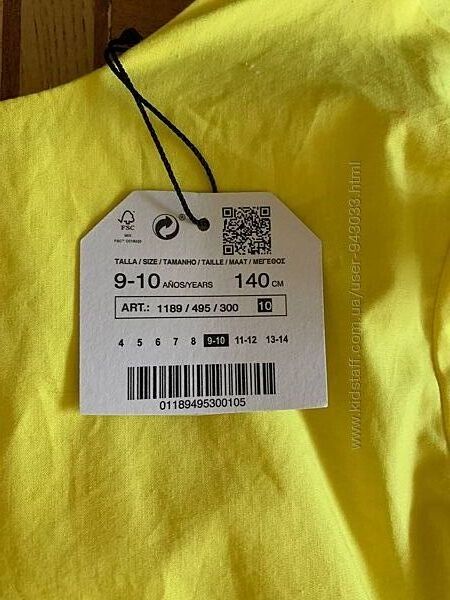 FSC
MIX
®
TALLA / SIZE / TAMANHO / TAILLE / MAAT / ΜΕΓΕΘΟΣ
9-10 AÑOS/YEARS 140 CM
ART.: 1189 / 495 / 300 10
4 5 6 7 8 9-10 11-12 13-14
01189495300105
www.kidstaff.com.ua/user-943033.html